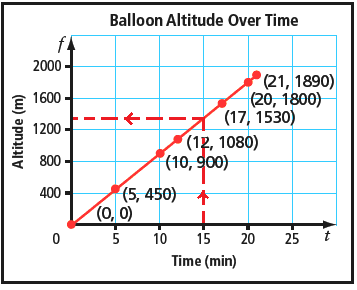 Balloon Altitude Over Time
f
2000
1600
1200
800
400
0
Altitude (m)
(21, 1890)
(20, 1800)
(17, 1530)
(12, 1080)
(10, 900)
(5, 450)
(0, 0)
5 10 15 20 25 t
Time (min)